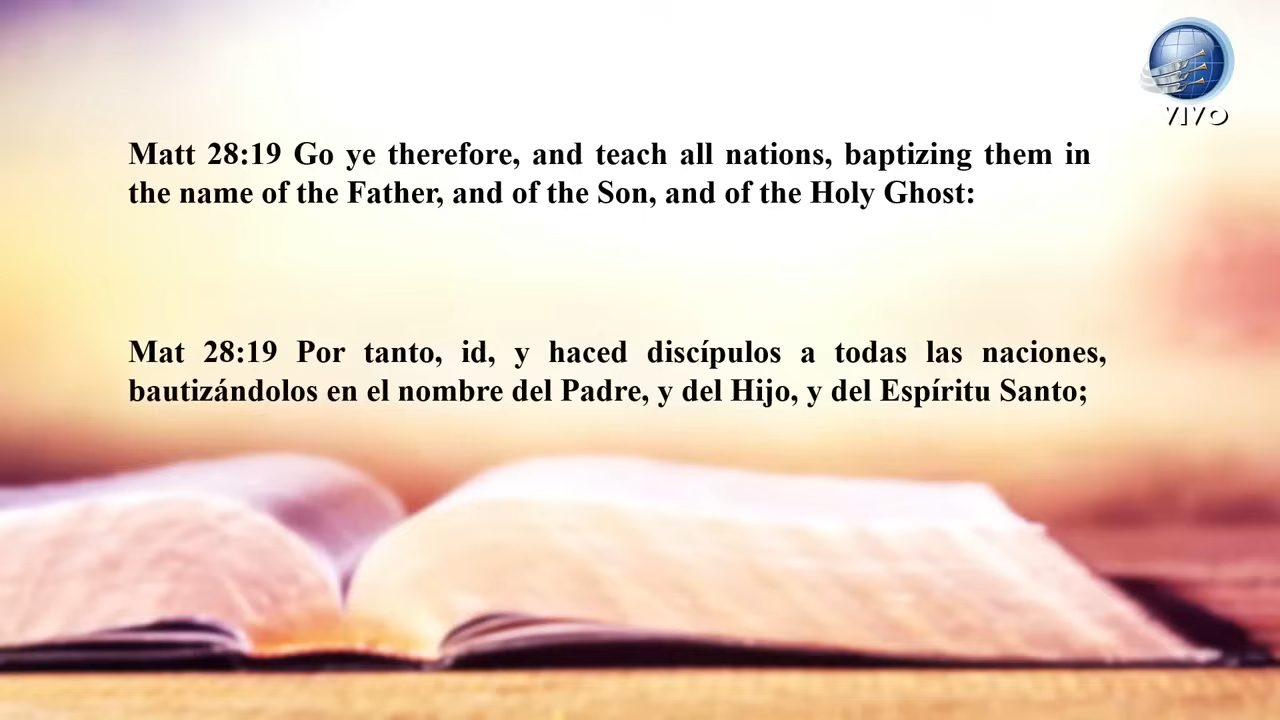 VIVO
Matt 28:19 Go ye therefore, and teach all nations, baptizing them in
the name of the Father, and of the Son, and of the Holy Ghost:
Mat 28:19 Por tanto, id, y haced discípulos a todas las naciones,
bautizándolos en el nombre del Padre, y del Hijo, y del Espíritu Santo;